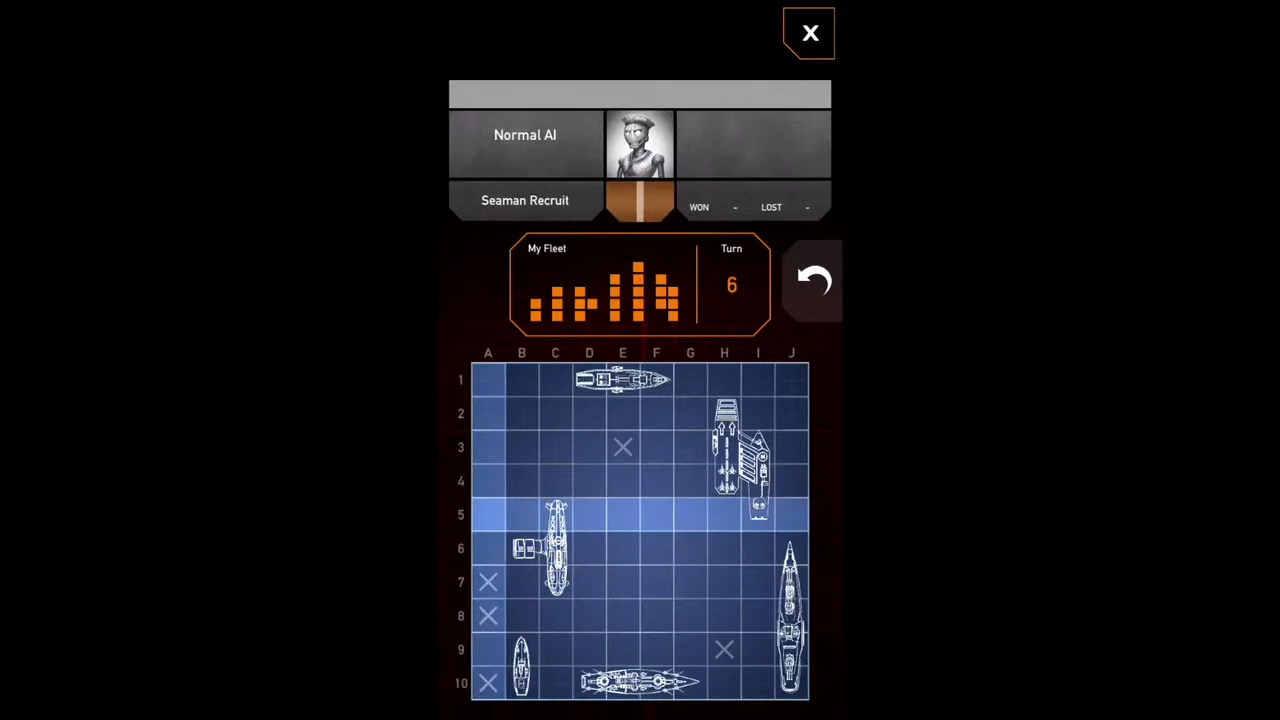 X
Normal AI
Seaman Recruit
WON - LOST -
My Fleet
Turn
6
A B C D E F G H I J
1
2
3
4
5
6
7
8
9
10